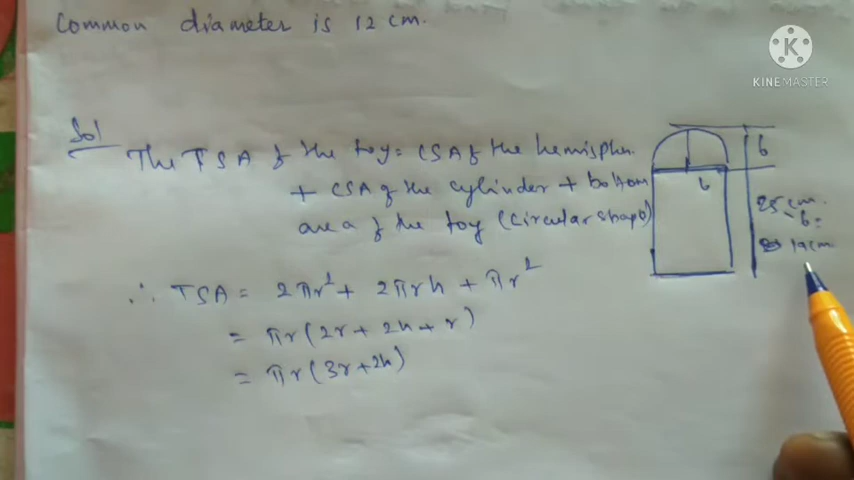 Common diameter is 12 cm.
K
KINEMASTER
Sol
The TSA of the toy = CSA of the hemispher.
+ CSA of the cylinder + bottom
area of the toy (circular shape)
6
6
25 cm.
- 6 =
19 cm
∴ TSA = 2πr² + 2πrh + πr²
= πr(2r + 2h + r)
= πr(3r+2h)